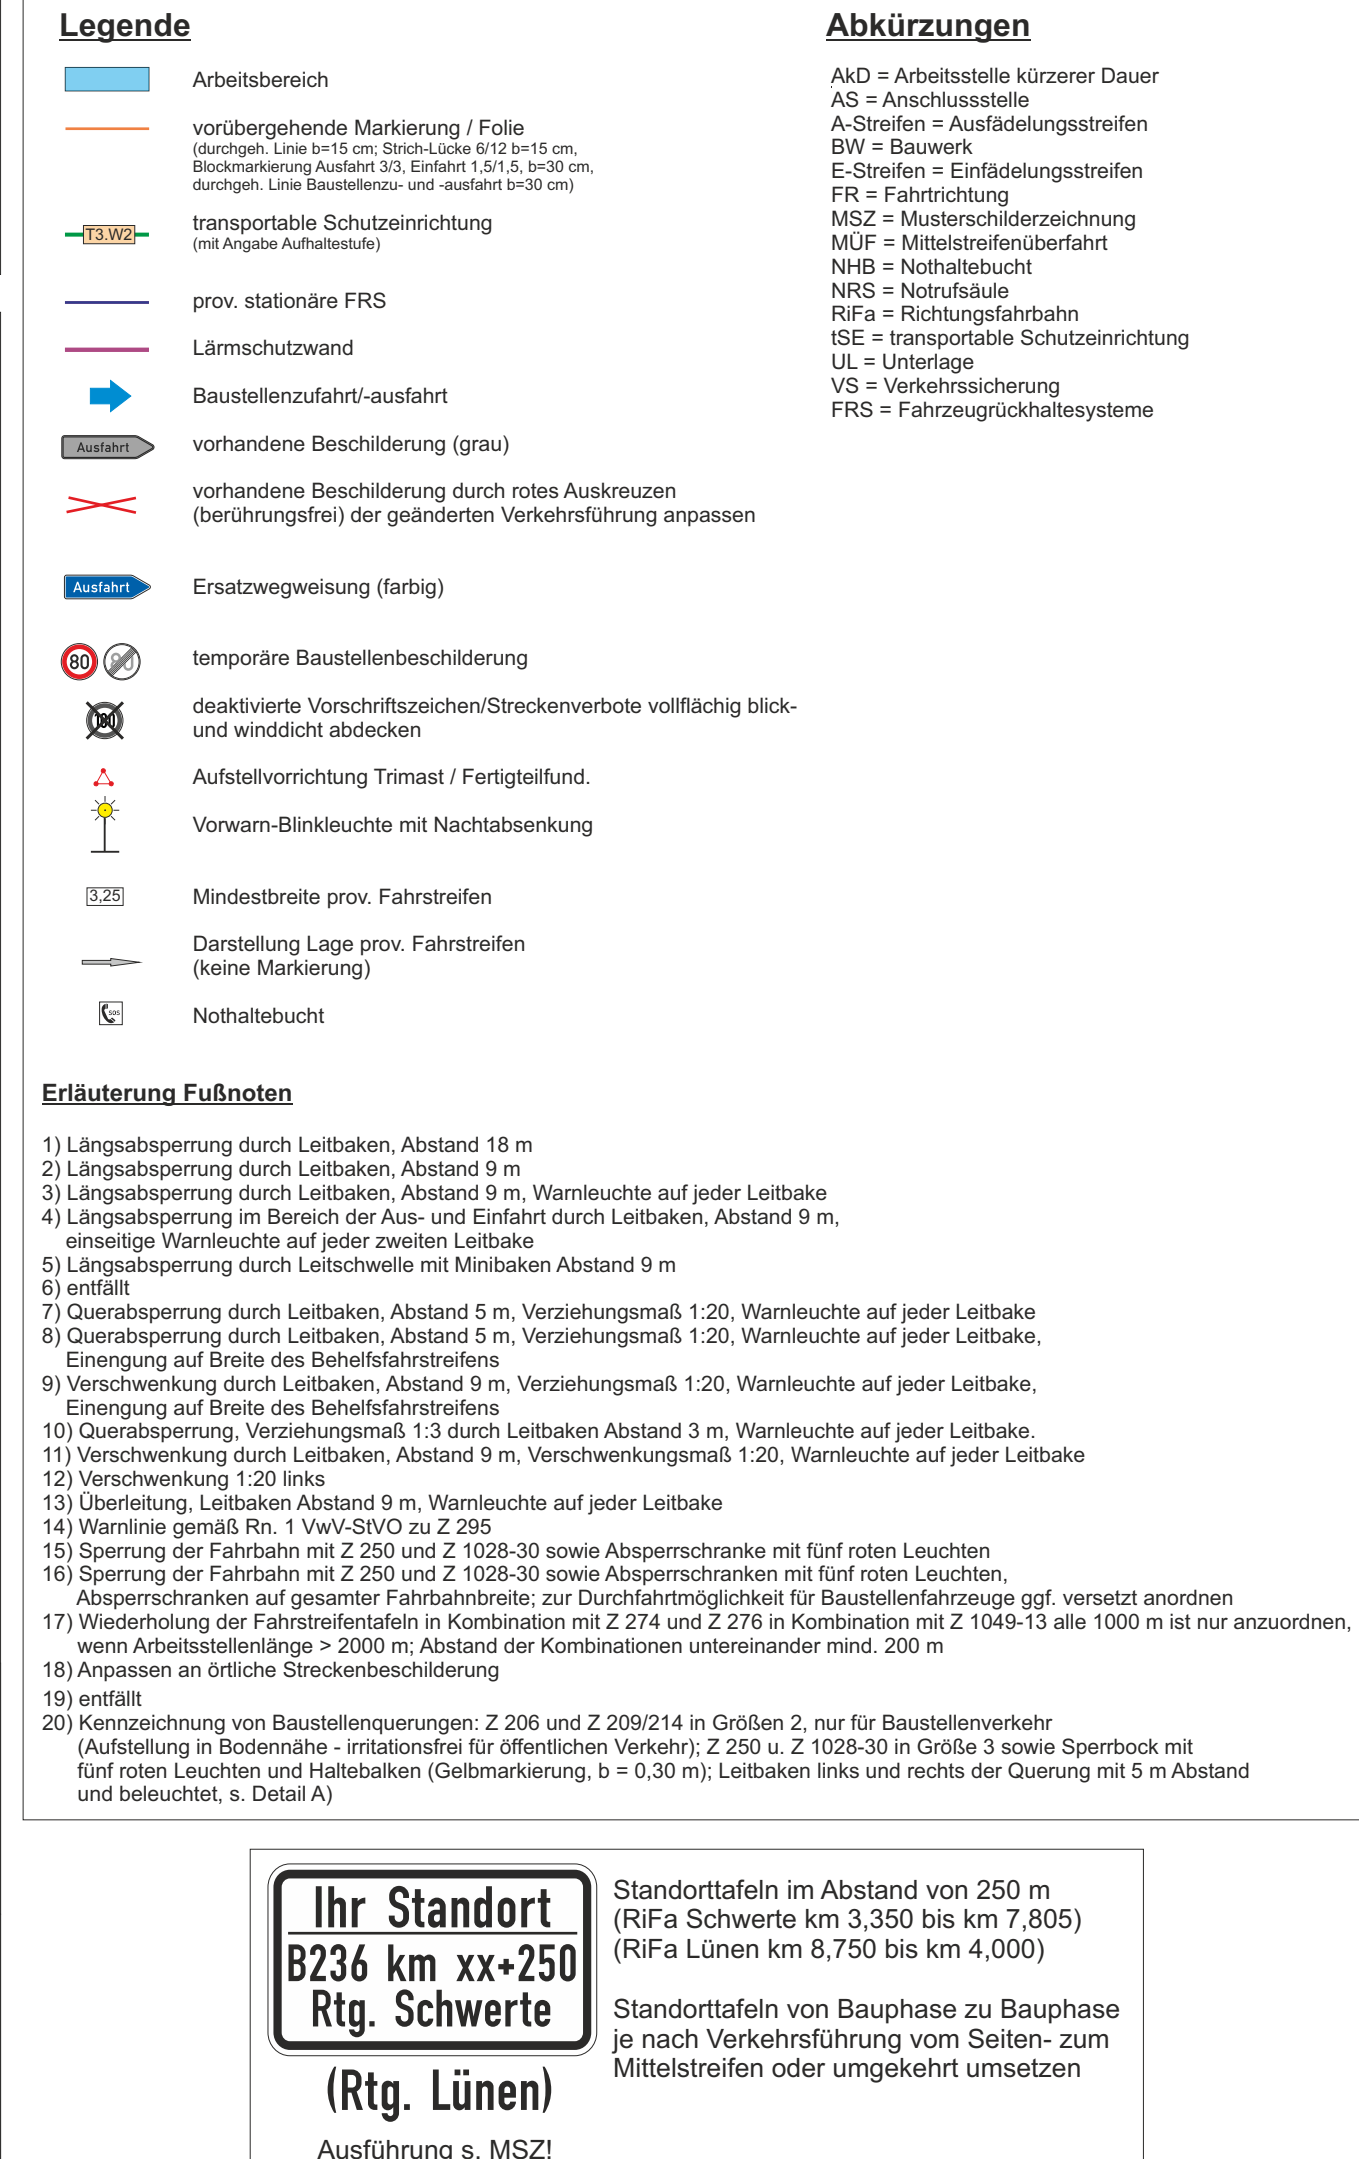 Legende
Arbeitsbereich
vorübergehende Markierung / Folie
(durchgeh. Linie b=15 cm; Strich-Lücke 6/12 b=15 cm,
Blockmarkierung Ausfahrt 3/3, Einfahrt 1,5/1,5, b=30 cm,
durchgeh. Linie Baustellenzu- und -ausfahrt b=30 cm)
T3.W2
transportable Schutzeinrichtung
(mit Angabe Aufhaltestufe)
prov. stationäre FRS
Lärmschutzwand
Baustellenzufahrt/-ausfahrt
Ausfahrt
vorhandene Beschilderung (grau)
vorhandene Beschilderung durch rotes Auskreuzen
(berührungsfrei) der geänderten Verkehrsführung anpassen
Ausfahrt
Ersatzwegweisung (farbig)
80 80
temporäre Baustellenbeschilderung
deaktivierte Vorschriftszeichen/Streckenverbote vollflächig blick-
und winddicht abdecken
Aufstellvorrichtung Trimast / Fertigteilfund.
Vorwarn-Blinkleuchte mit Nachtabsenkung
3,25
Mindestbreite prov. Fahrstreifen
Darstellung Lage prov. Fahrstreifen
(keine Markierung)
SOS
Nothaltebucht
Abkürzungen
AkD = Arbeitsstelle kürzerer Dauer
AS = Anschlussstelle
A-Streifen = Ausfädelungsstreifen
BW = Bauwerk
E-Streifen = Einfädelungsstreifen
FR = Fahrtrichtung
MSZ = Musterschilderzeichnung
MÜF = Mittelstreifenüberfahrt
NHB = Nothaltebucht
NRS = Notrufsäule
RiFa = Richtungsfahrbahn
tSE = transportable Schutzeinrichtung
UL = Unterlage
VS = Verkehrssicherung
FRS = Fahrzeugrückhaltesysteme
Erläuterung Fußnoten
1) Längsabsperrung durch Leitbaken, Abstand 18 m
2) Längsabsperrung durch Leitbaken, Abstand 9 m
3) Längsabsperrung durch Leitbaken, Abstand 9 m, Warnleuchte auf jeder Leitbake
4) Längsabsperrung im Bereich der Aus- und Einfahrt durch Leitbaken, Abstand 9 m,
einseitige Warnleuchte auf jeder zweiten Leitbake
5) Längsabsperrung durch Leitschwelle mit Minibaken Abstand 9 m
6) entfällt
7) Querabsperrung durch Leitbaken, Abstand 5 m, Verziehungsmaß 1:20, Warnleuchte auf jeder Leitbake
8) Querabsperrung durch Leitbaken, Abstand 5 m, Verziehungsmaß 1:20, Warnleuchte auf jeder Leitbake,
Einengung auf Breite des Behelfsfahrstreifens
9) Verschwenkung durch Leitbaken, Abstand 9 m, Verziehungsmaß 1:20, Warnleuchte auf jeder Leitbake,
Einengung auf Breite des Behelfsfahrstreifens
10) Querabsperrung, Verziehungsmaß 1:3 durch Leitbaken Abstand 3 m, Warnleuchte auf jeder Leitbake.
11) Verschwenkung durch Leitbaken, Abstand 9 m, Verschwenkungsmaß 1:20, Warnleuchte auf jeder Leitbake
12) Verschwenkung 1:20 links
13) Überleitung, Leitbaken Abstand 9 m, Warnleuchte auf jeder Leitbake
14) Warnlinie gemäß Rn. 1 VwV-StVO zu Z 295
15) Sperrung der Fahrbahn mit Z 250 und Z 1028-30 sowie Absperrschranke mit fünf roten Leuchten
16) Sperrung der Fahrbahn mit Z 250 und Z 1028-30 sowie Absperrschranken mit fünf roten Leuchten,
Absperrschranken auf gesamter Fahrbahnbreite; zur Durchfahrtmöglichkeit für Baustellenfahrzeuge ggf. versetzt anordnen
17) Wiederholung der Fahrstreifentafeln in Kombination mit Z 274 und Z 276 in Kombination mit Z 1049-13 alle 1000 m ist nur anzuordnen,
wenn Arbeitsstellenlänge > 2000 m; Abstand der Kombinationen untereinander mind. 200 m
18) Anpassen an örtliche Streckenbeschilderung
19) entfällt
20) Kennzeichnung von Baustellenquerungen: Z 206 und Z 209/214 in Größen 2, nur für Baustellenverkehr
(Aufstellung in Bodennähe - irritationsfrei für öffentlichen Verkehr); Z 250 u. Z 1028-30 in Größe 3 sowie Sperrbock mit
fünf roten Leuchten und Haltebalken (Gelbmarkierung, b = 0,30 m); Leitbaken links und rechts der Querung mit 5 m Abstand
und beleuchtet, s. Detail A)
Ihr Standort
B236 km xx+250
Rtg. Schwerte
(Rtg. Lünen)
Ausführung s. MSZ!
Standorttafeln im Abstand von 250 m
(RiFa Schwerte km 3,350 bis km 7,805)
(RiFa Lünen km 8,750 bis km 4,000)
Standorttafeln von Bauphase zu Bauphase
je nach Verkehrsführung vom Seiten- zum
Mittelstreifen oder umgekehrt umsetzen